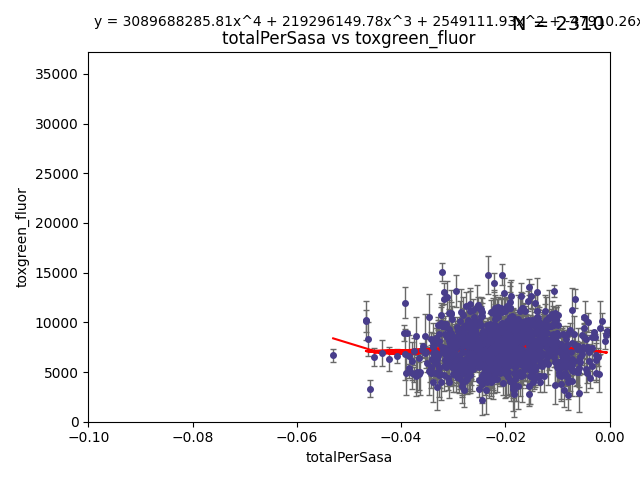 y = 3089688285.81x^4 + 219296149.78x^3 + 2549111.93x^2 +
N = 2310
totalPerSasa vs toxgreen_fluor
35000
30000
25000
20000
15000
10000
5000
0
toxgreen_fluor
−0.10
−0.08
−0.06
−0.04
−0.02
0.00
totalPerSasa